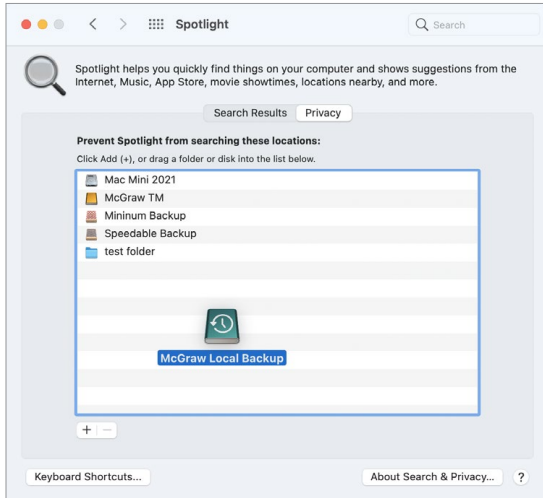 Spotlight
Search
Spotlight helps you quickly find things on your computer and shows suggestions from the
Internet, Music, App Store, movie showtimes, locations nearby, and more.
Search Results Privacy
Prevent Spotlight from searching these locations:
Click Add (+), or drag a folder or disk into the list below.
Mac Mini 2021
McGraw TM
Mininum Backup
Speedable Backup
test folder
McGraw Local Backup
+ −
Keyboard Shortcuts... About Search & Privacy... ?